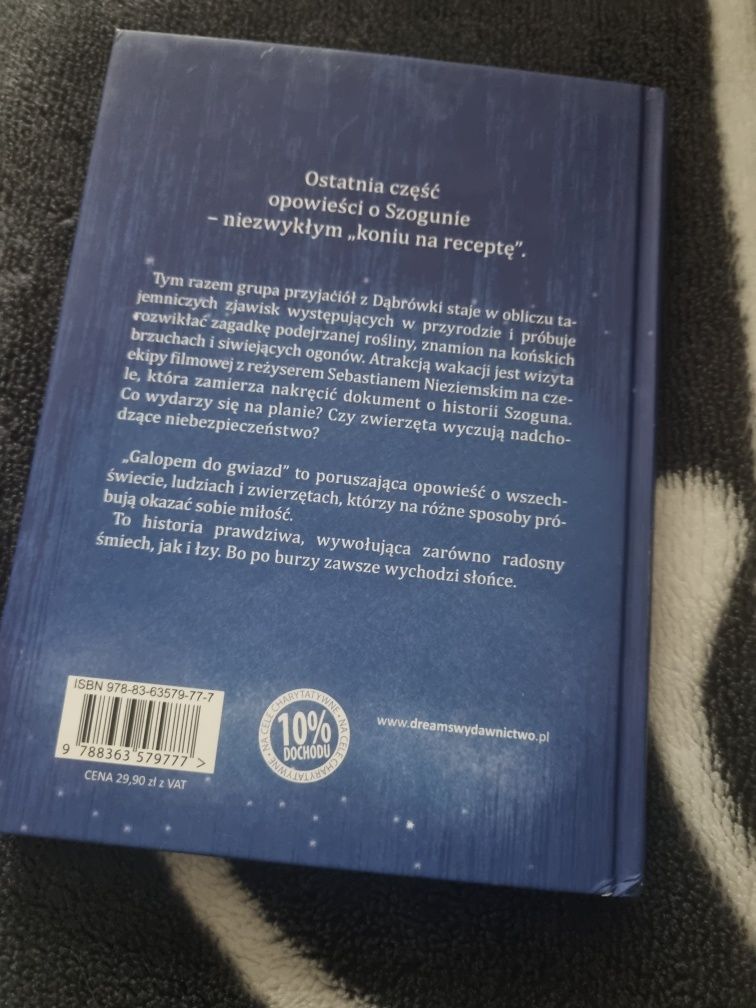 Ostatnia część
opowieści o Szogunie
– niezwykłym „koniu na receptę”.
Tym razem grupa przyjaciół z Dąbrówki staje w obliczu ta-
jemniczych zjawisk występujących w przyrodzie i próbuje
rozwikłać zagadkę podejrzanej rośliny, znamion na końskich
brzuchach i siwiejących ogonów. Atrakcją wakacji jest wizyta
ekipy filmowej z reżyserem Sebastianem Nieziemskim na cze-
le, która zamierza nakręcić dokument o historii Szoguna.
Co wydarzy się na planie? Czy zwierzęta wyczują nadcho-
dzące niebezpieczeństwo?
„Galopem do gwiazd” to poruszająca opowieść o wszech-
świecie, ludziach i zwierzętach, którzy na różne sposoby pró-
bują okazać sobie miłość.
To historia prawdziwa, wywołująca zarówno radosny
śmiech, jak i łzy. Bo po burzy zawsze wychodzi słońce.
ISBN 978-83-63579-77-7
9 788363 579777 >
CENA 29,90 zł z VAT
NA CELE CHARYTATYWNE • NA CELE CHARYTATYWNE •
10%
DOCHODU
www.dreamswydawnictwo.pl